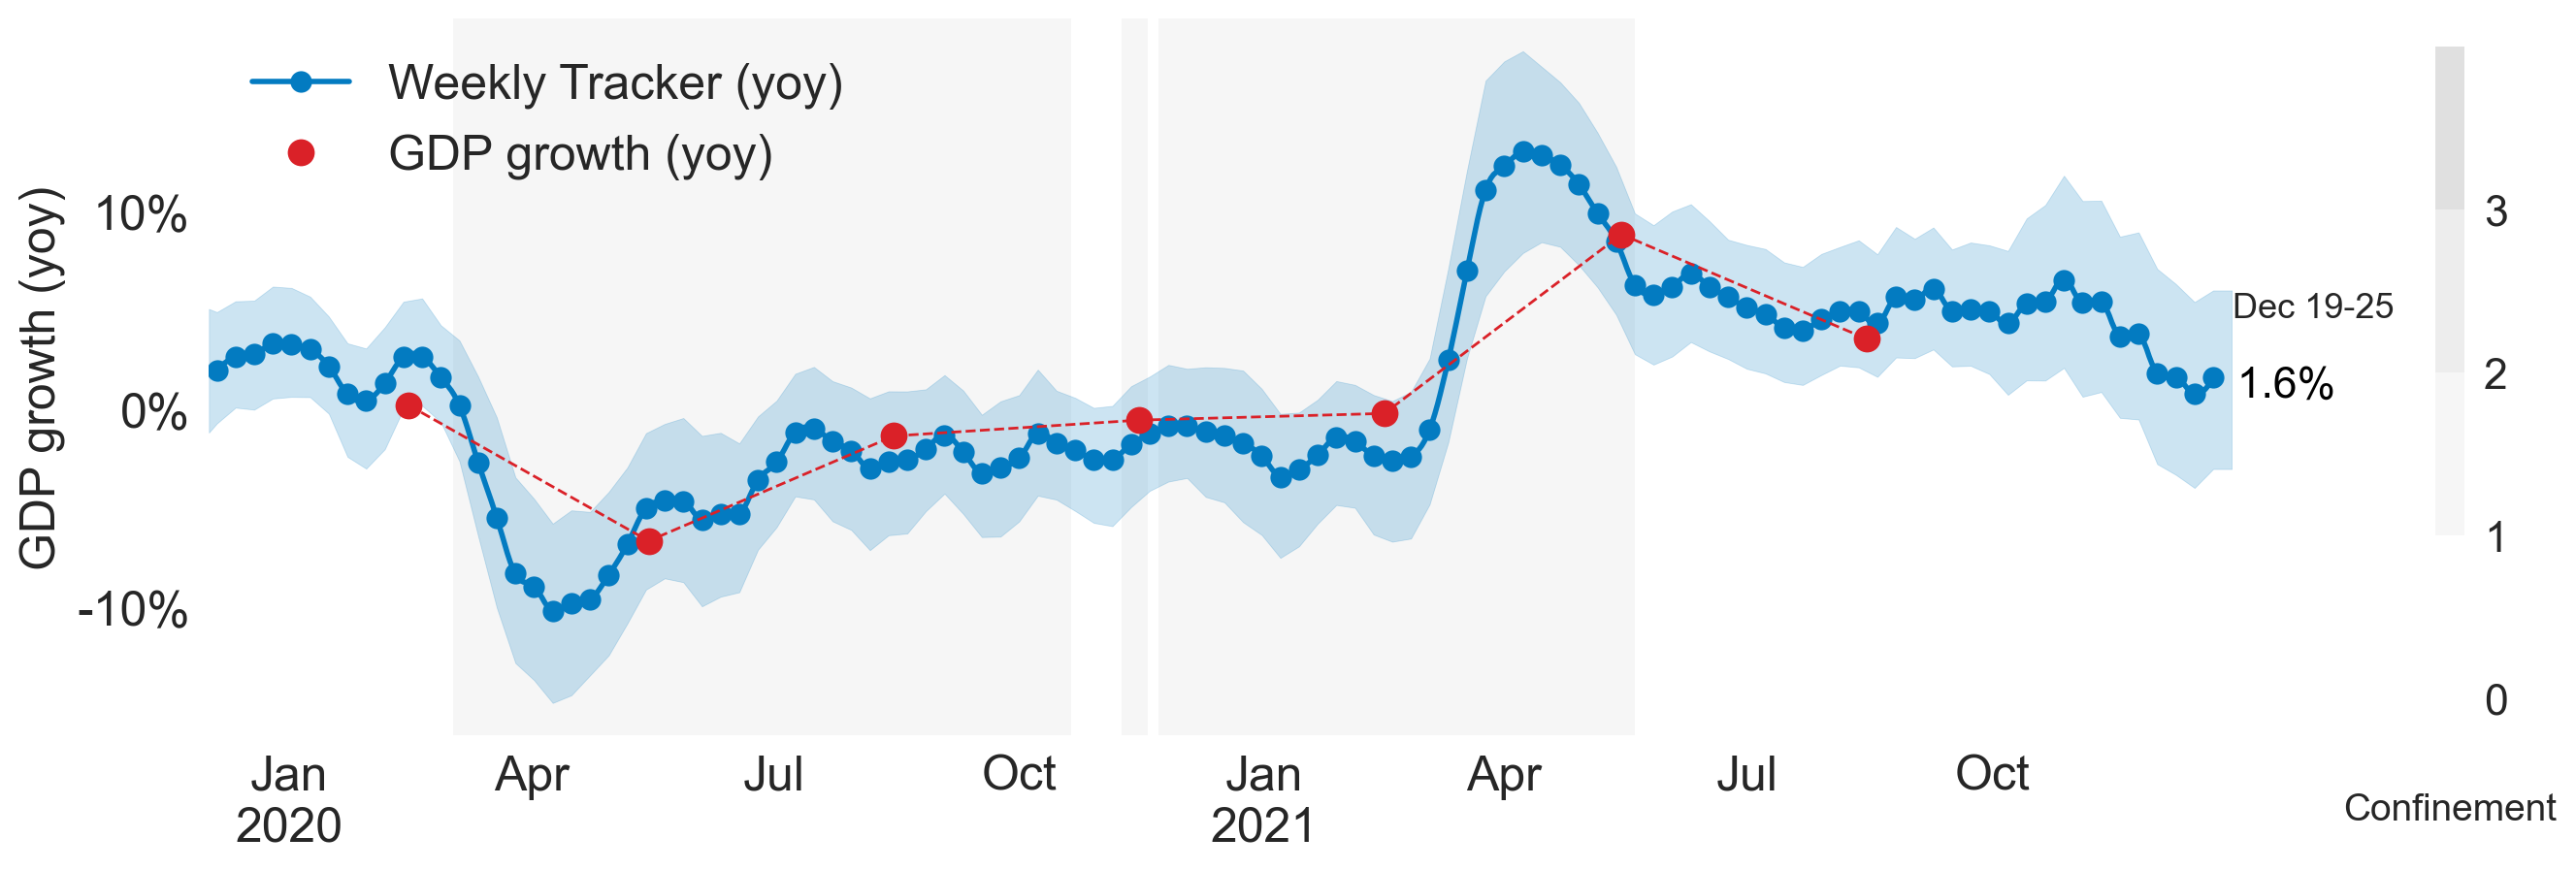 Weekly Tracker (yoy)
GDP growth (yoy)
GDP growth (yoy)
10%
0%
-10%
Dec 19-25
1.6%
3
2
1
0
Jan Apr Jul Oct Jan Apr Jul Oct
2020 2021
Confinement